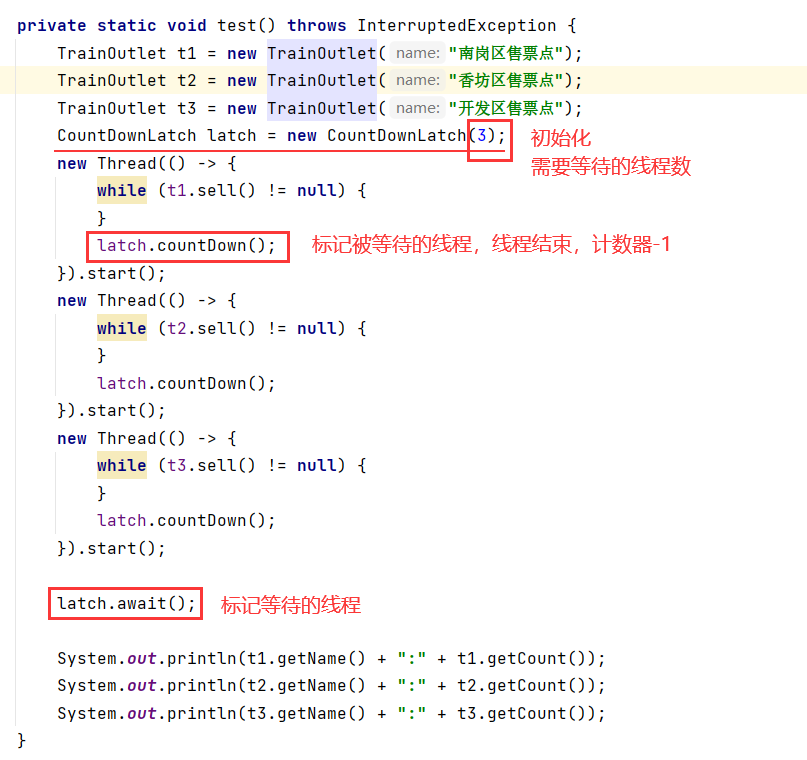 private static void test() throws InterruptedException {
TrainOutlet t1 = new TrainOutlet( name: "南岗区售票点");
TrainOutlet t2 = new TrainOutlet( name: "香坊区售票点");
TrainOutlet t3 = new TrainOutlet( name: "开发区售票点");
CountDownLatch latch = new CountDownLatch(3); 初始化
需要等待的线程数
new Thread(() -> {
while (t1.sell() != null) {
}
latch.countDown(); 标记被等待的线程，线程结束，计数器-1
}).start();
new Thread(() -> {
while (t2.sell() != null) {
}
latch.countDown();
}).start();
new Thread(() -> {
while (t3.sell() != null) {
}
latch.countDown();
}).start();
latch.await(); 标记等待的线程
System.out.println(t1.getName() + ":" + t1.getCount());
System.out.println(t2.getName() + ":" + t2.getCount());
System.out.println(t3.getName() + ":" + t3.getCount());
}